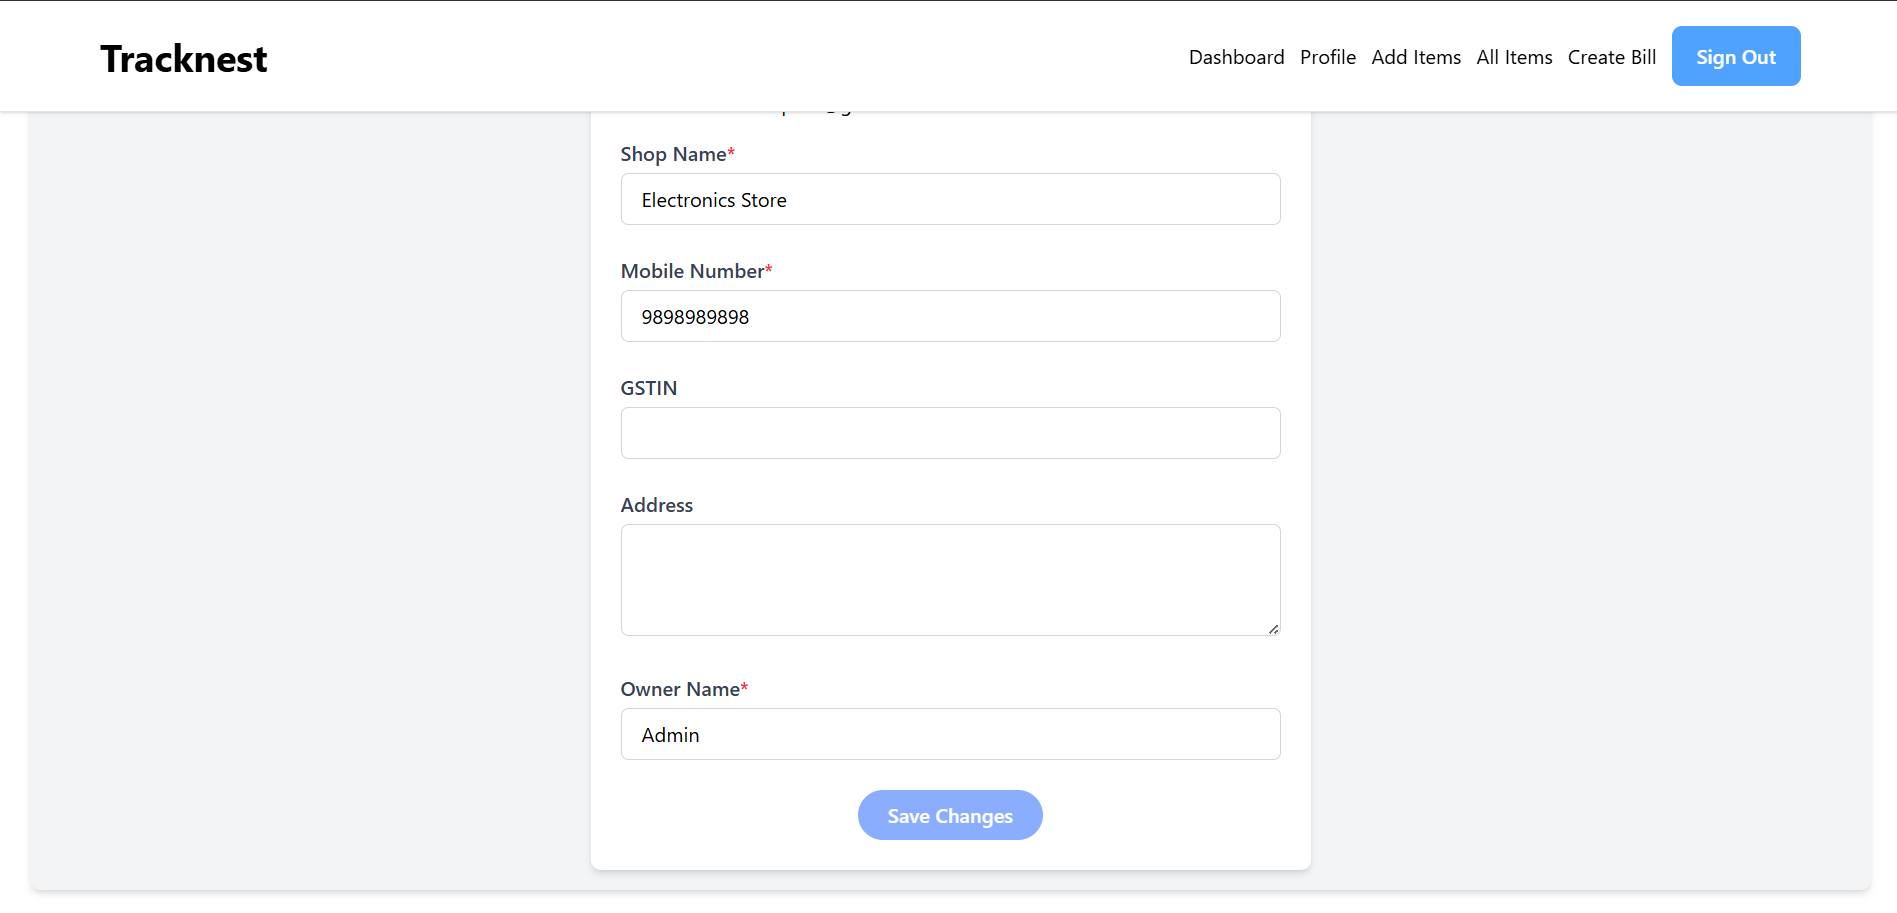 Tracknest
Dashboard Profile Add Items All Items Create Bill Sign Out
Shop Name*
Electronics Store
Mobile Number*
9898989898
GSTIN
Address
Owner Name*
Admin
Save Changes